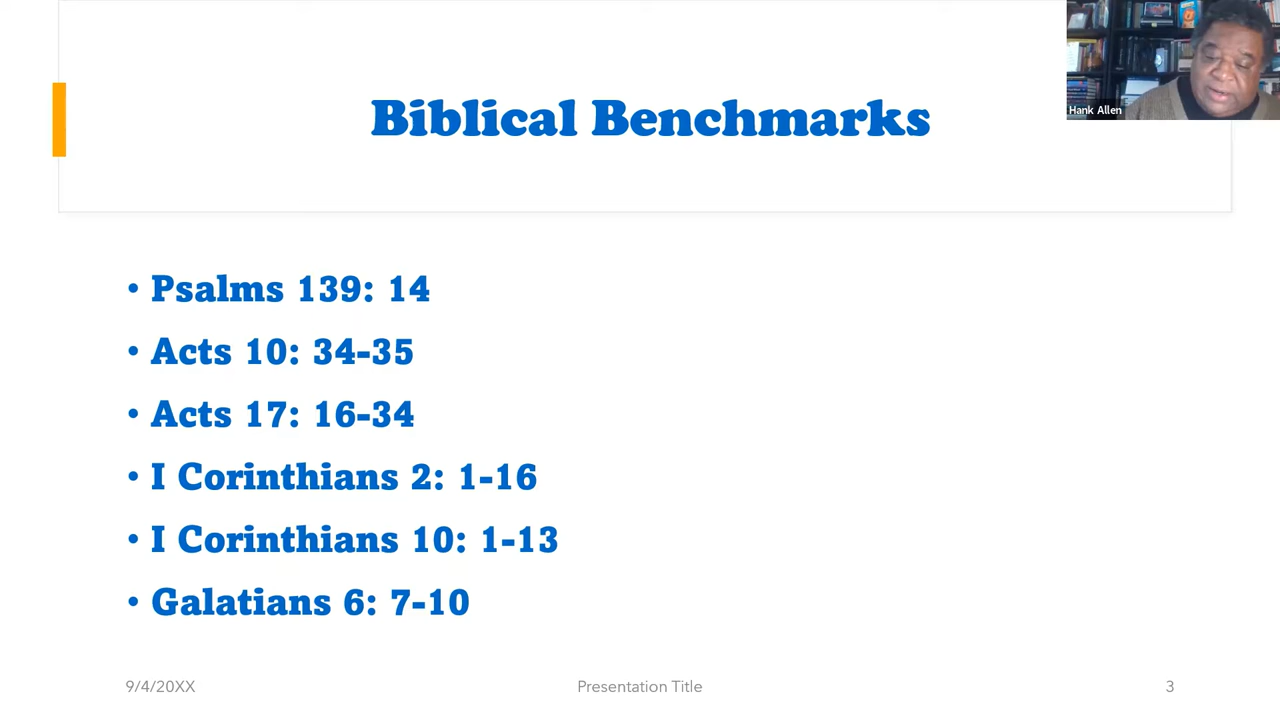 Biblical Benchmarks
Hank Allen
• Psalms 139: 14
• Acts 10: 34-35
• Acts 17: 16-34
• I Corinthians 2: 1-16
• I Corinthians 10: 1-13
• Galatians 6: 7-10
9/4/20XX
Presentation Title
3